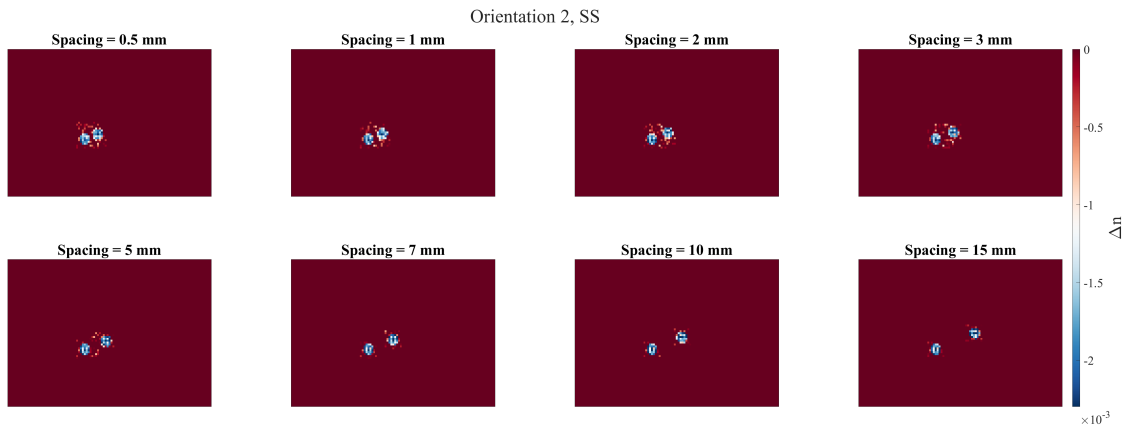 Orientation 2, SS
Spacing = 0.5 mm
Spacing = 1 mm
Spacing = 2 mm
Spacing = 3 mm
0
-0.5
-1
-1.5
-2
×10⁻³
Δn
Spacing = 5 mm
Spacing = 7 mm
Spacing = 10 mm
Spacing = 15 mm